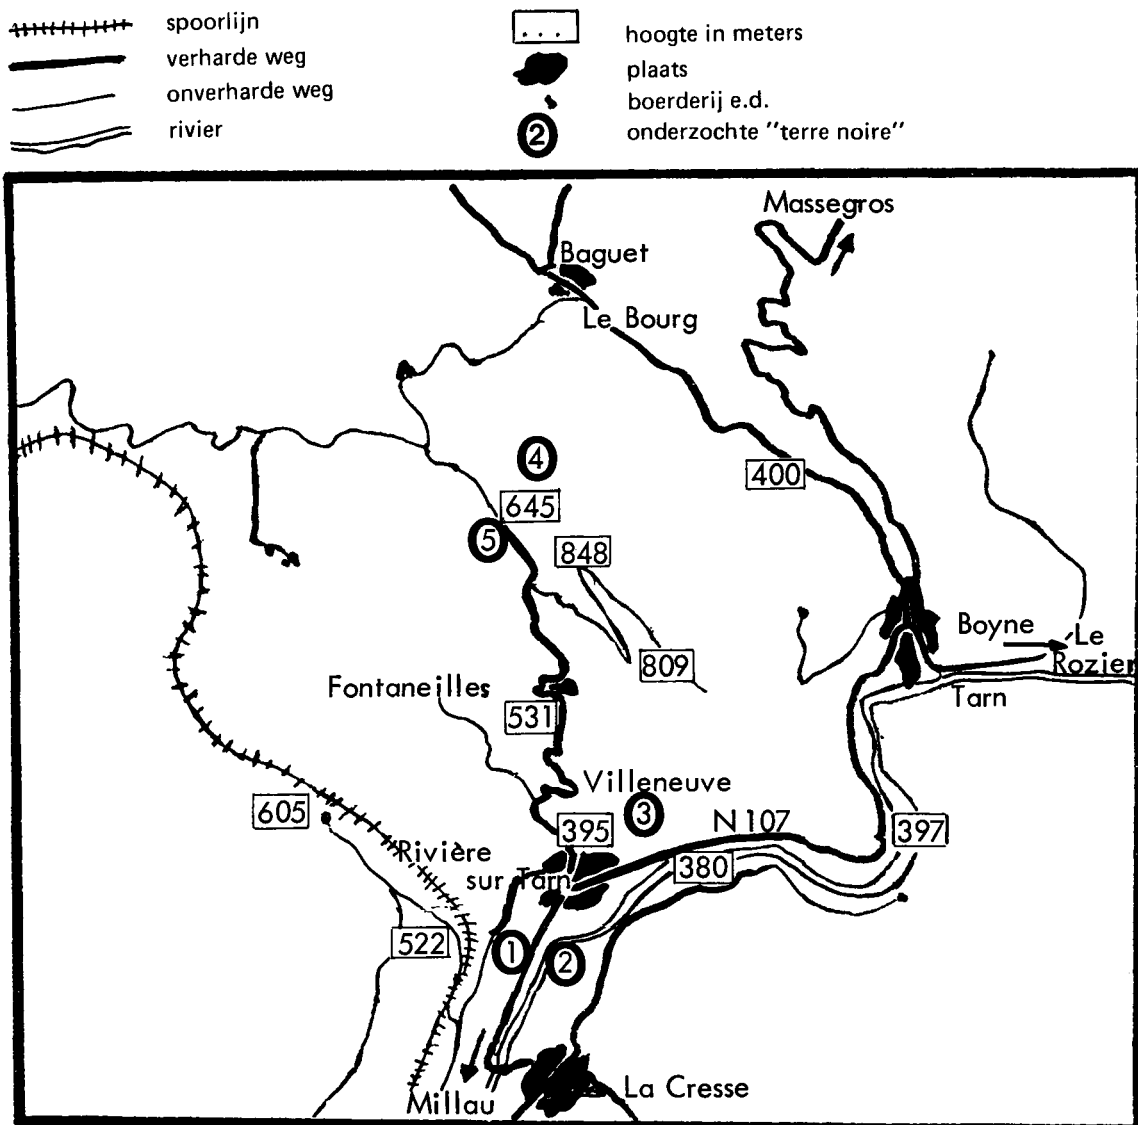 spoorlijn
verharde weg
onverharde weg
rivier
. . . hoogte in meters
plaats
boerderij e.d.
2 onderzochte "terre noire"
Massegros
Baguet
Le Bourg
4
400
645
5
848
Boyne
Le
Rozier
809
Fontaneilles
Tarn
531
Villeneuve
3
N 107
605
395
397
Rivière
sur Tarn
380
522
1
2
La Cresse
Millau